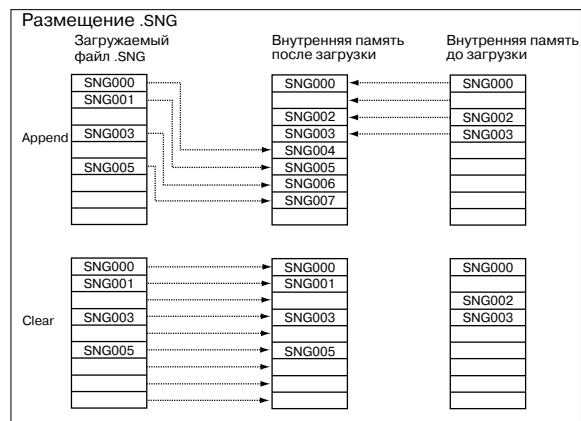 Размещение .SNG
Загружаемый файл .SNG
Внутренняя память после загрузки
Внутренняя память до загрузки
Append
SNG000
SNG001
SNG003
SNG005
SNG000
SNG002
SNG003
SNG004
SNG005
SNG006
SNG007
SNG000
SNG002
SNG003
Clear
SNG000
SNG001
SNG003
SNG005
SNG000
SNG001
SNG003
SNG005
SNG000
SNG002
SNG003